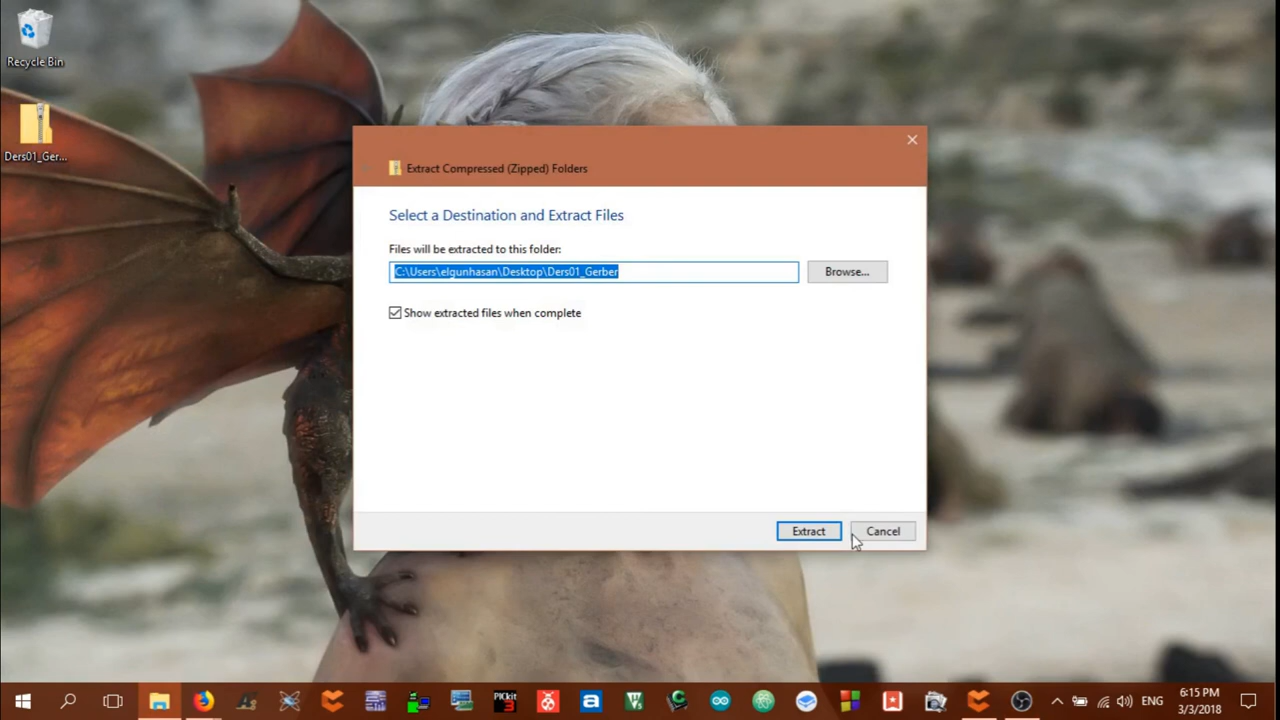 Recycle Bin
Ders01_Ger...
Extract Compressed (Zipped) Folders
Select a Destination and Extract Files
Files will be extracted to this folder:
C:\Users\elgunhasan\Desktop\Ders01_Gerber
Browse...
Show extracted files when complete
Extract
Cancel
PICkit
3
a
ENG
6:15 PM
3/3/2018